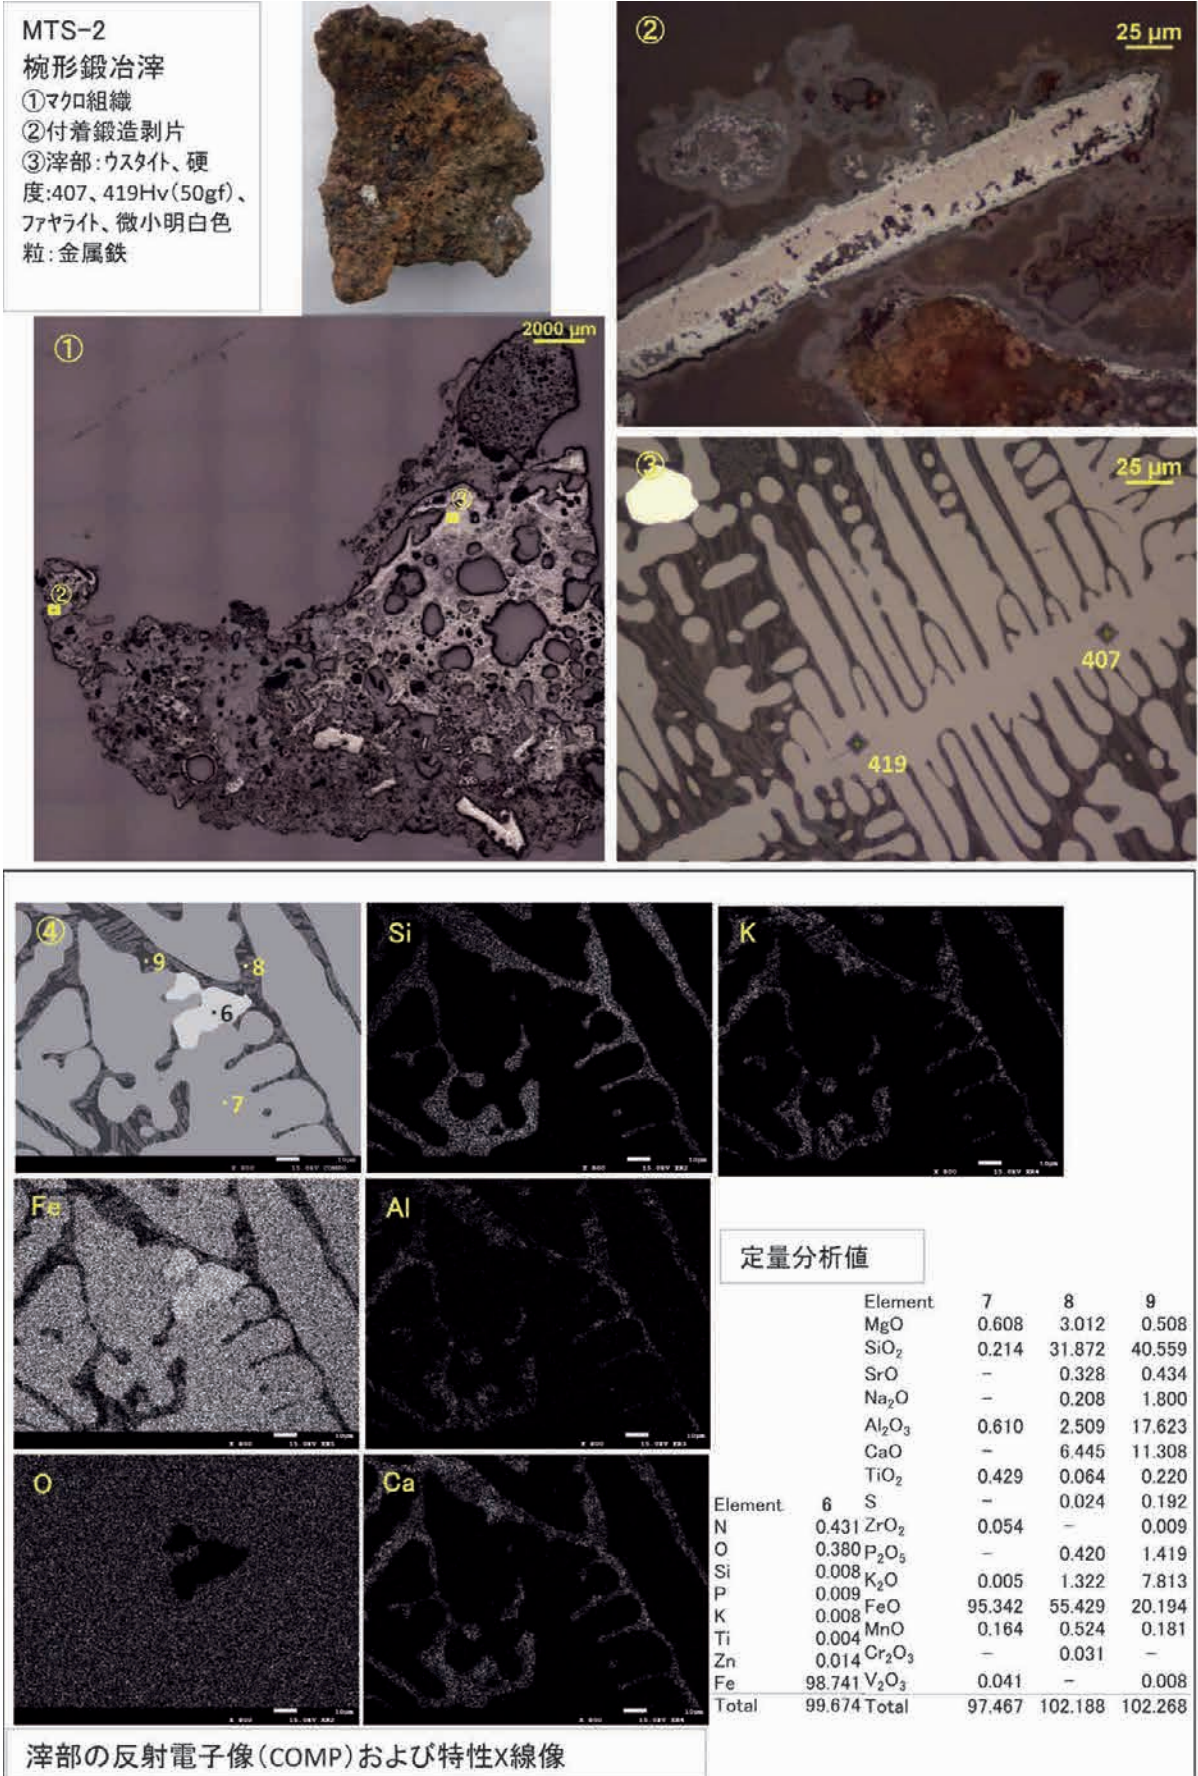 MTS-2
椀形鍛冶滓
①マクロ組織
②付着鍛造剥片
③滓部:ウスタイト、硬
度:407、419Hv(50gf)、
ファヤライト、微小明白色
粒:金属鉄
②
25 μm
①
2000 μm
③
②
③
25 μm
407
419
④
9
8
6
7
Si
K
Fe
Al
O
Ca
定量分析値
Element 7 8 9
MgO 0.608 3.012 0.508
SiO₂ 0.214 31.872 40.559
SrO - 0.328 0.434
Na₂O - 0.208 1.800
Al₂O₃ 0.610 2.509 17.623
CaO - 6.445 11.308
TiO₂ 0.429 0.064 0.220
S - 0.024 0.192
ZrO₂ 0.054 - 0.009
P₂O₅ - 0.420 1.419
K₂O 0.005 1.322 7.813
FeO 95.342 55.429 20.194
MnO 0.164 0.524 0.181
Cr₂O₃ - 0.031 -
V₂O₃ 0.041 - 0.008
Total 97.467 102.188 102.268
Element 6
N 0.431
O 0.380
Si 0.008
P 0.009
K 0.008
Ti 0.004
Zn 0.014
Fe 98.741
Total 99.674
滓部の反射電子像(COMP)および特性X線像